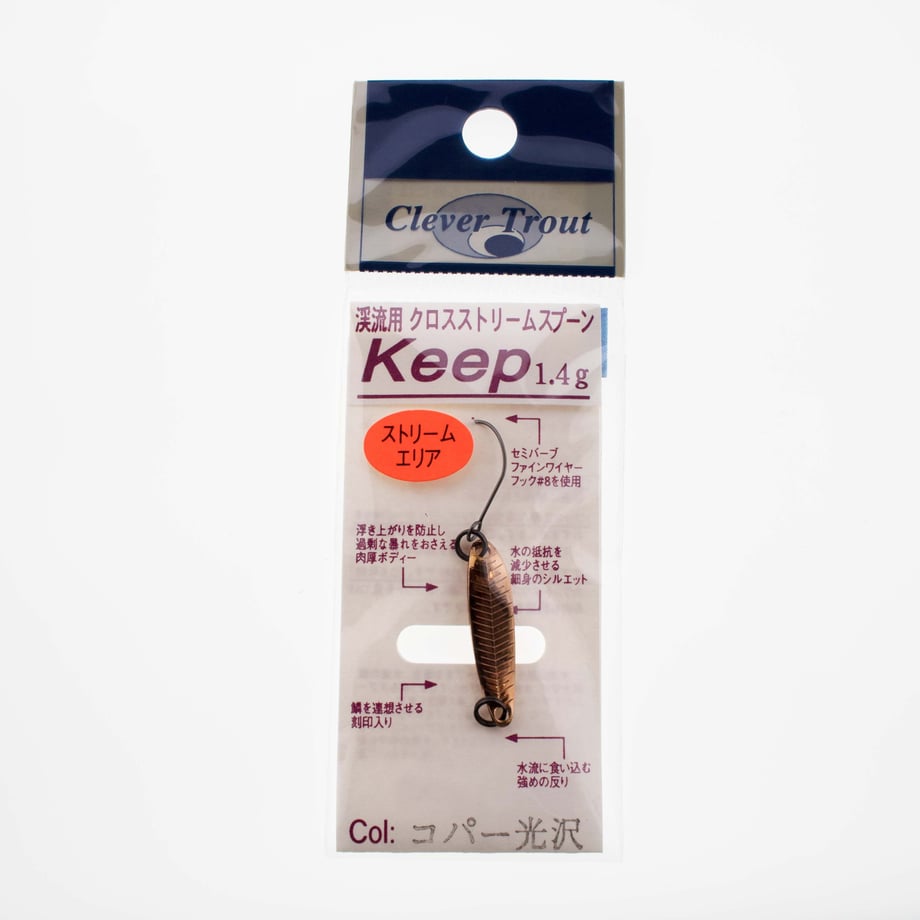 Clever Trout
渓流用 クロスストリームスプーン
Keep 1.4g
ストリーム
エリア
セミバーブ
ファインワイヤー
フック#8を使用
浮き上がりを防止し
過剰な暴れをおさえる
肉厚ボディー
水の抵抗を
減少させる
細身のシルエット
鱗を連想させる
刻印入り
水流に食い込む
強めの反り
Col: コパー光沢